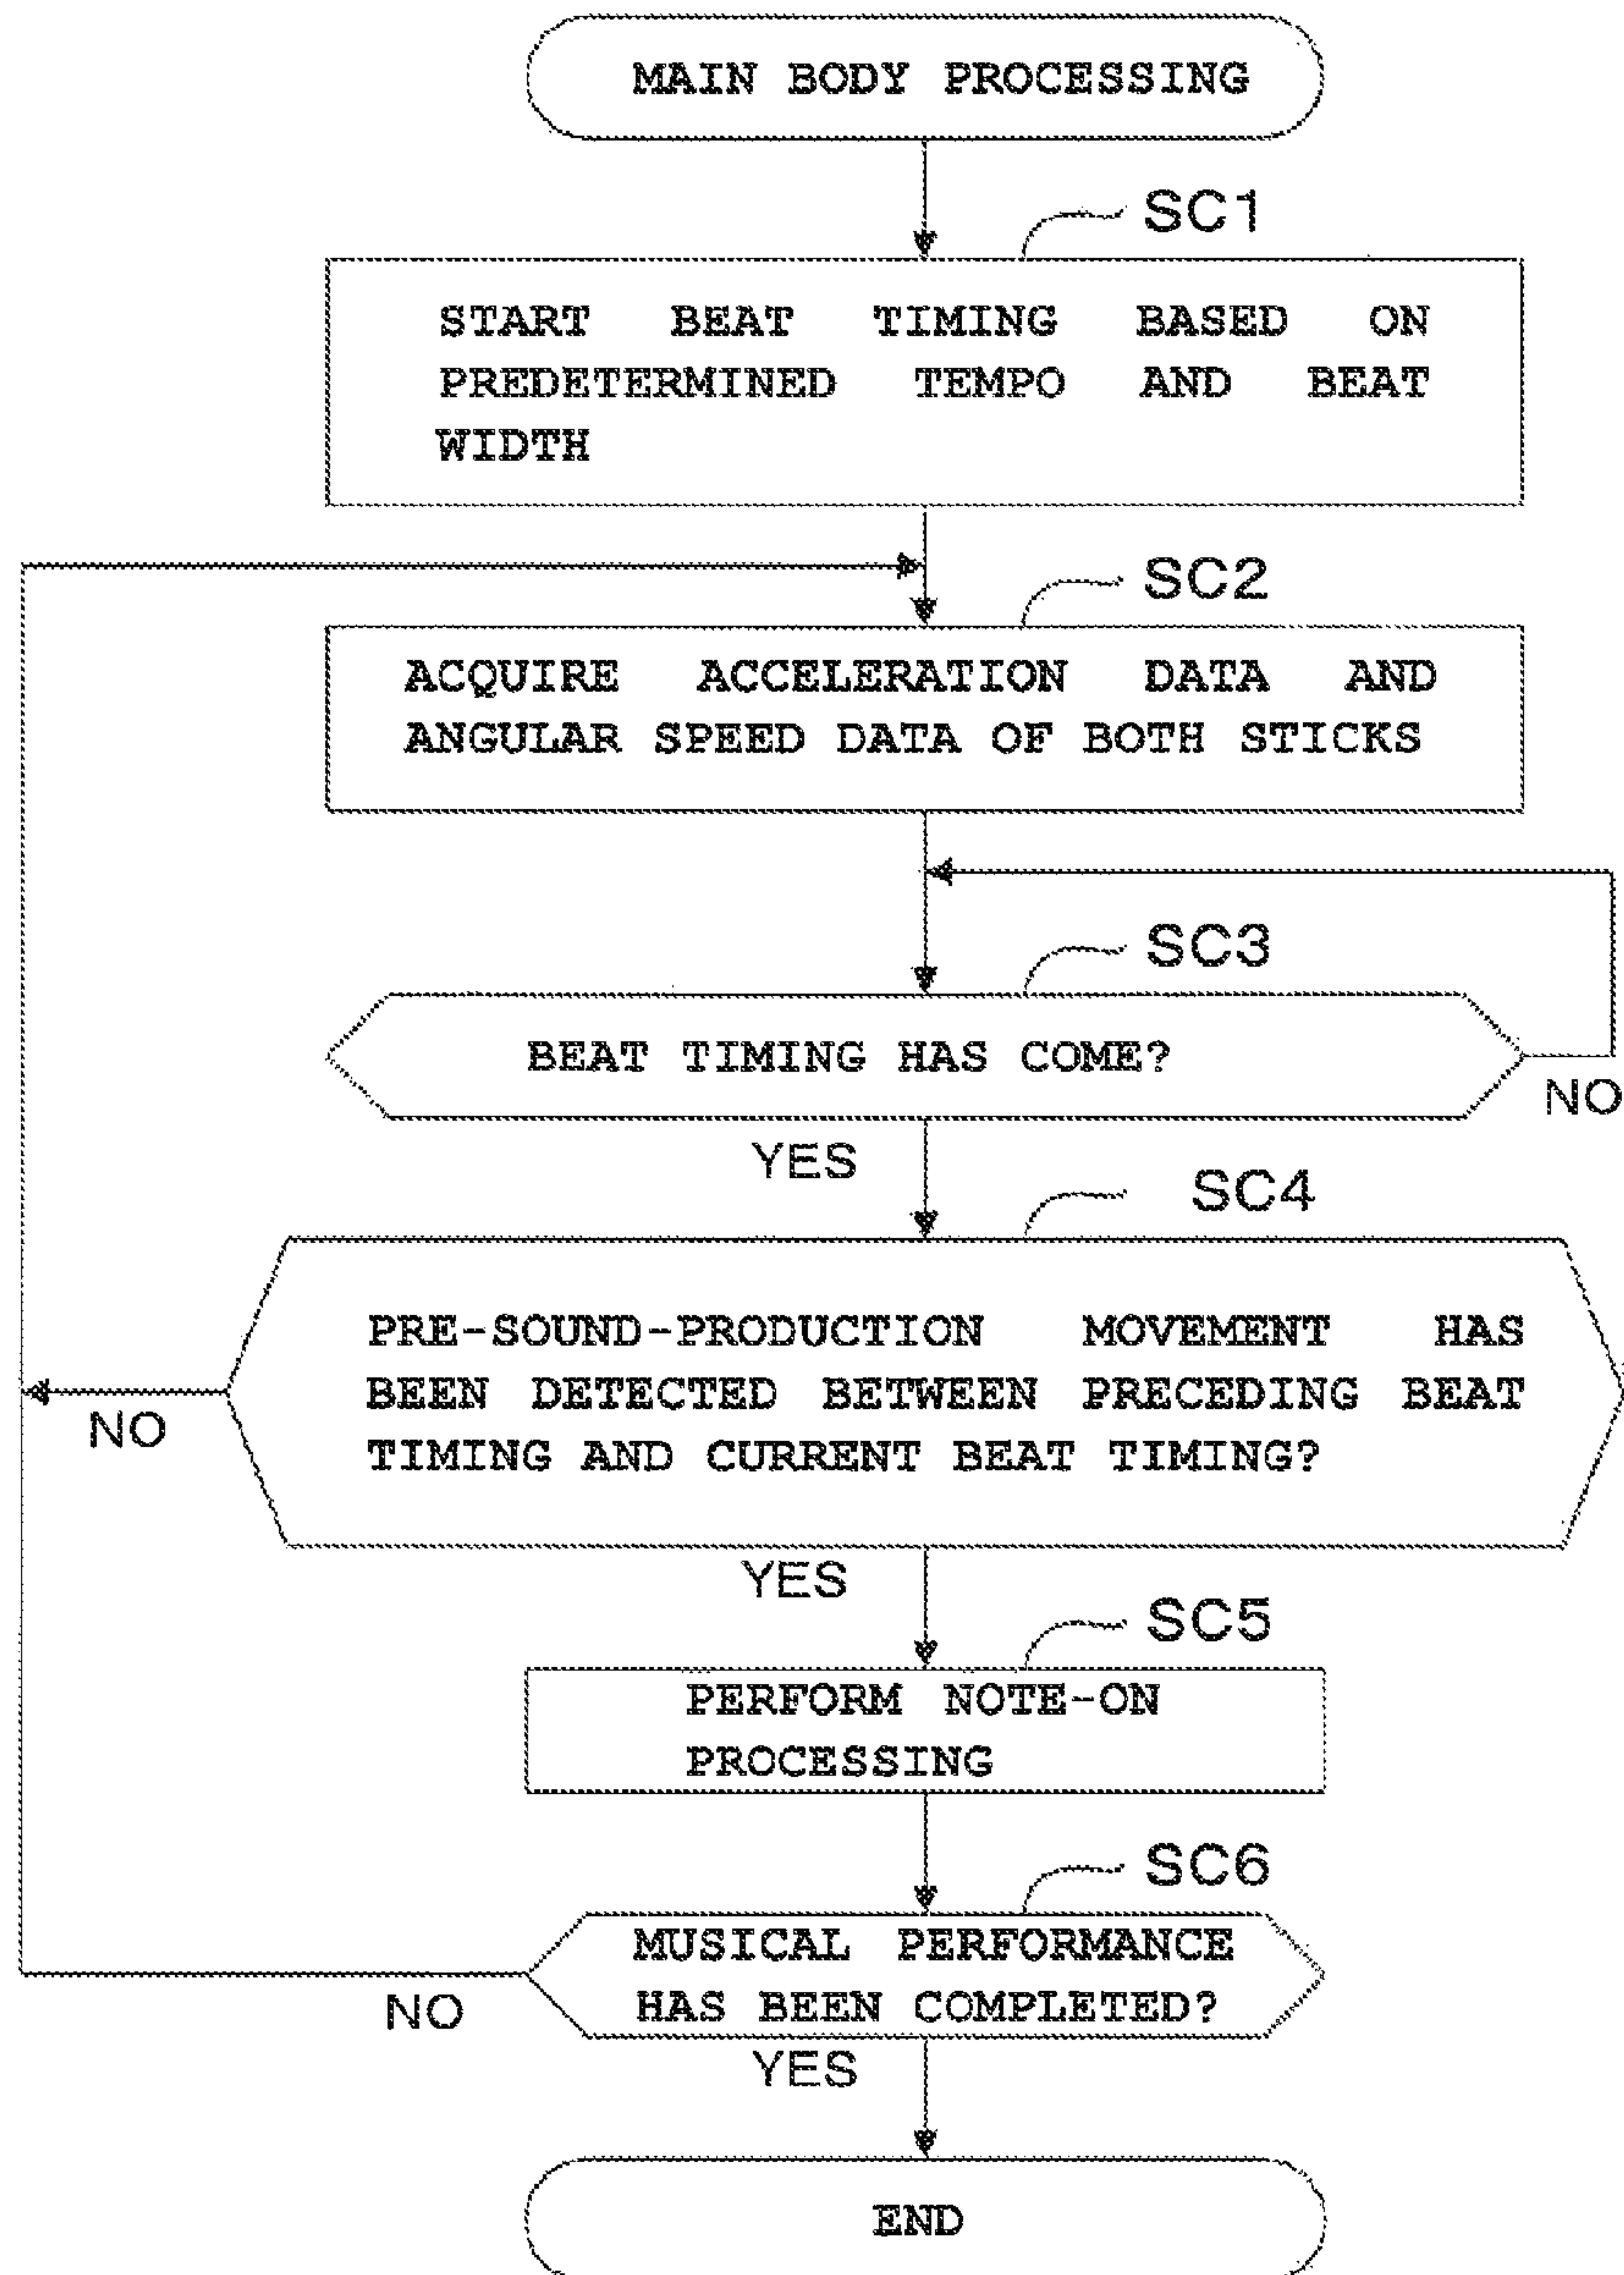 MAIN BODY PROCESSING
SC1
START BEAT TIMING BASED ON
PREDETERMINED TEMPO AND BEAT
WIDTH
SC2
ACQUIRE ACCELERATION DATA AND
ANGULAR SPEED DATA OF BOTH STICKS
SC3
BEAT TIMING HAS COME?
NO
YES
SC4
PRE-SOUND-PRODUCTION MOVEMENT HAS
BEEN DETECTED BETWEEN PRECEDING BEAT
TIMING AND CURRENT BEAT TIMING?
NO
YES
SC5
PERFORM NOTE-ON
PROCESSING
SC6
MUSICAL PERFORMANCE
HAS BEEN COMPLETED?
NO
YES
END